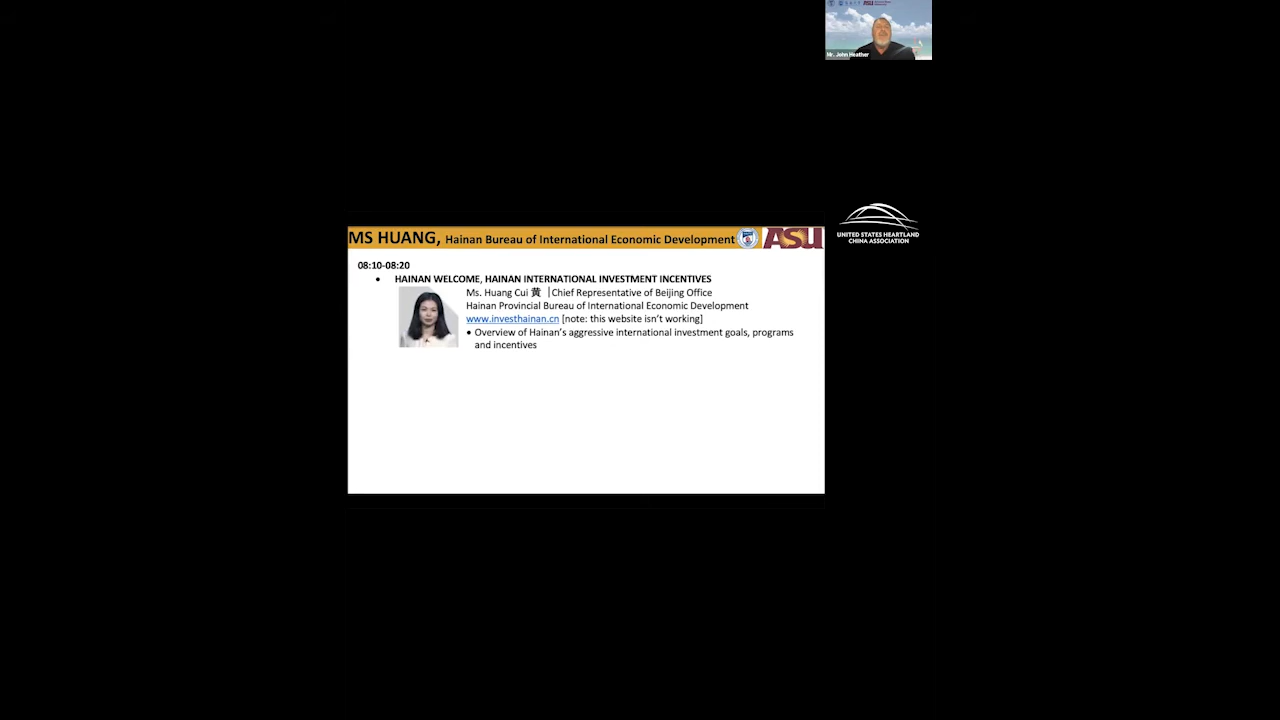 ASU
Mr. John Heather
UNITED STATES HEARTLAND
CHINA ASSOCIATION
MS HUANG, Hainan Bureau of International Economic Development
ASU
08:10-08:20
• HAINAN WELCOME, HAINAN INTERNATIONAL INVESTMENT INCENTIVES
Ms. Huang Cui 黄 |Chief Representative of Beijing Office
Hainan Provincial Bureau of International Economic Development
www.investhainan.cn [note: this website isn't working]
• Overview of Hainan's aggressive international investment goals, programs
and incentives